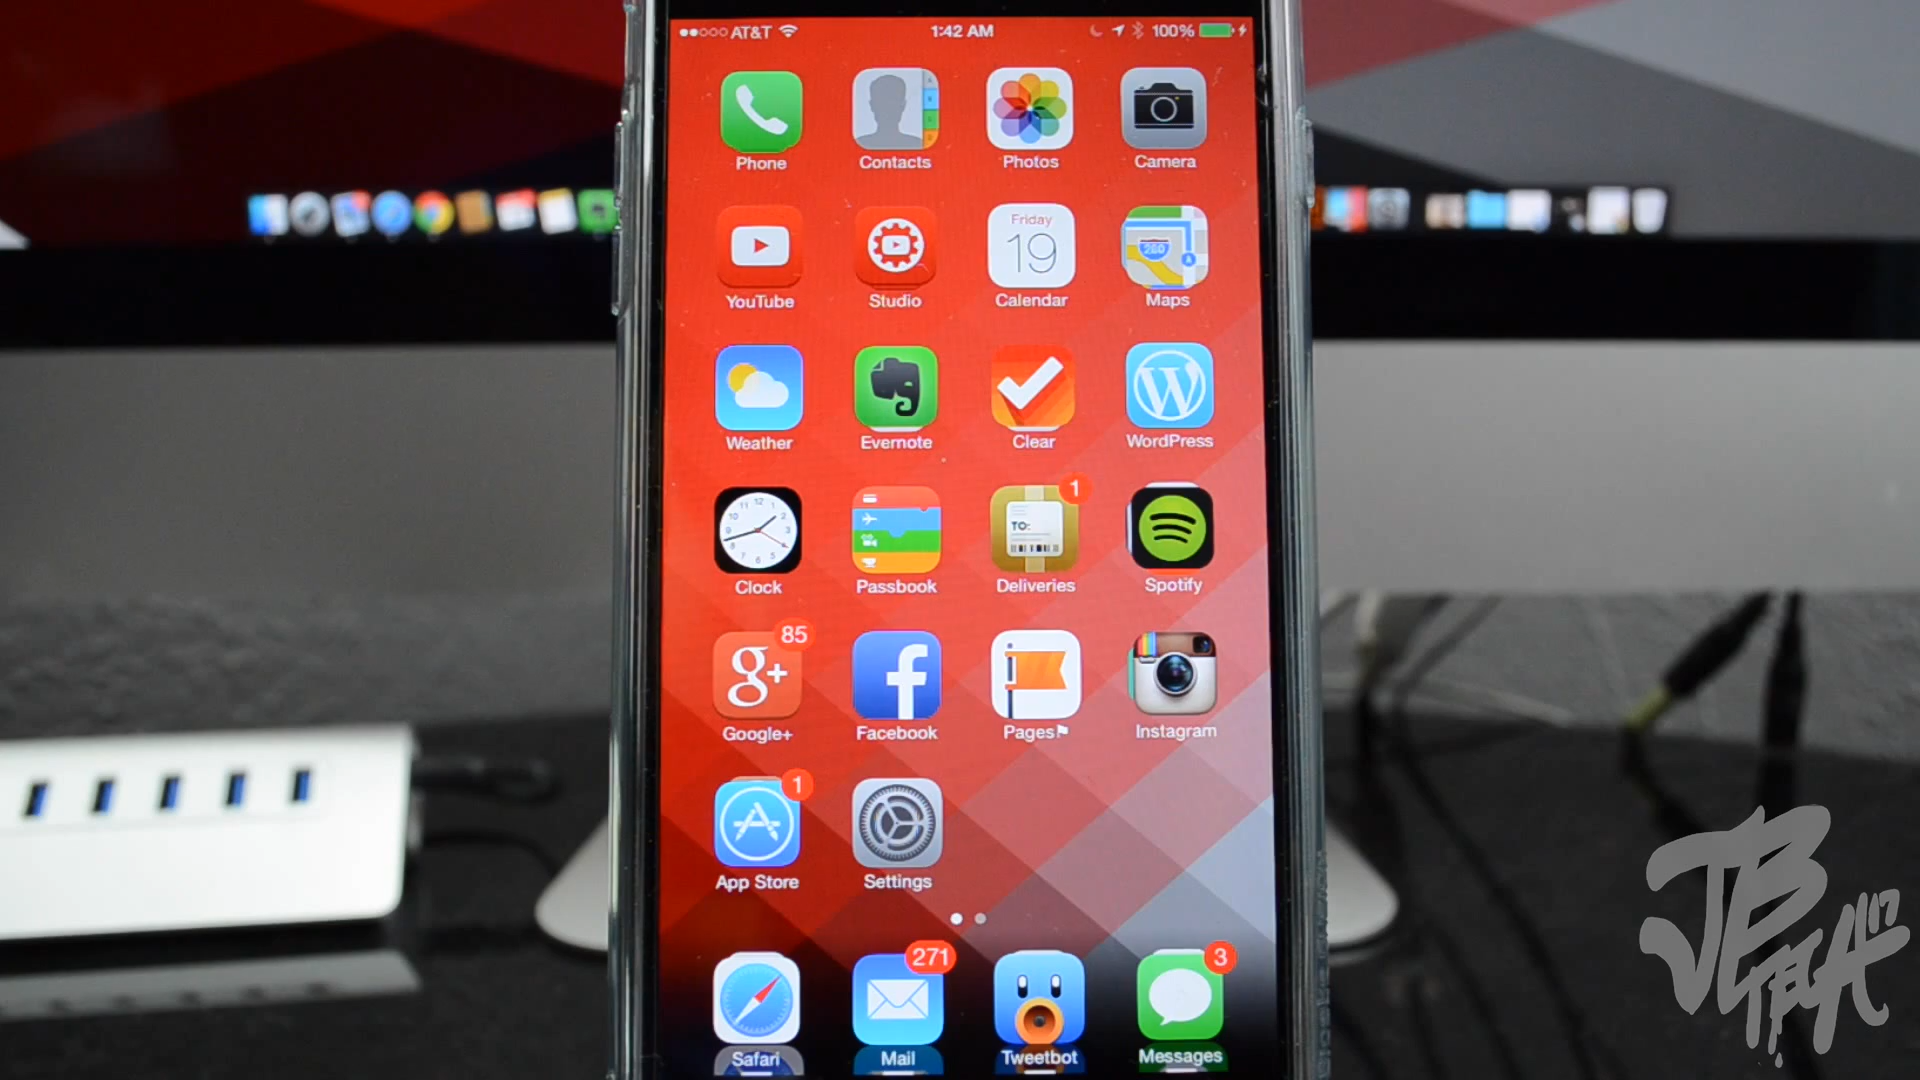 AT&T 1:42 AM 100%
Phone Contacts Photos Camera
Friday
19
280
YouTube Studio Calendar Maps
Weather Evernote Clear WordPress
1
TO:
Clock Passbook Deliveries Spotify
85
g+
Google+ Facebook Pages Instagram
1
App Store Settings
271 3
Safari Mail Tweetbot Messages